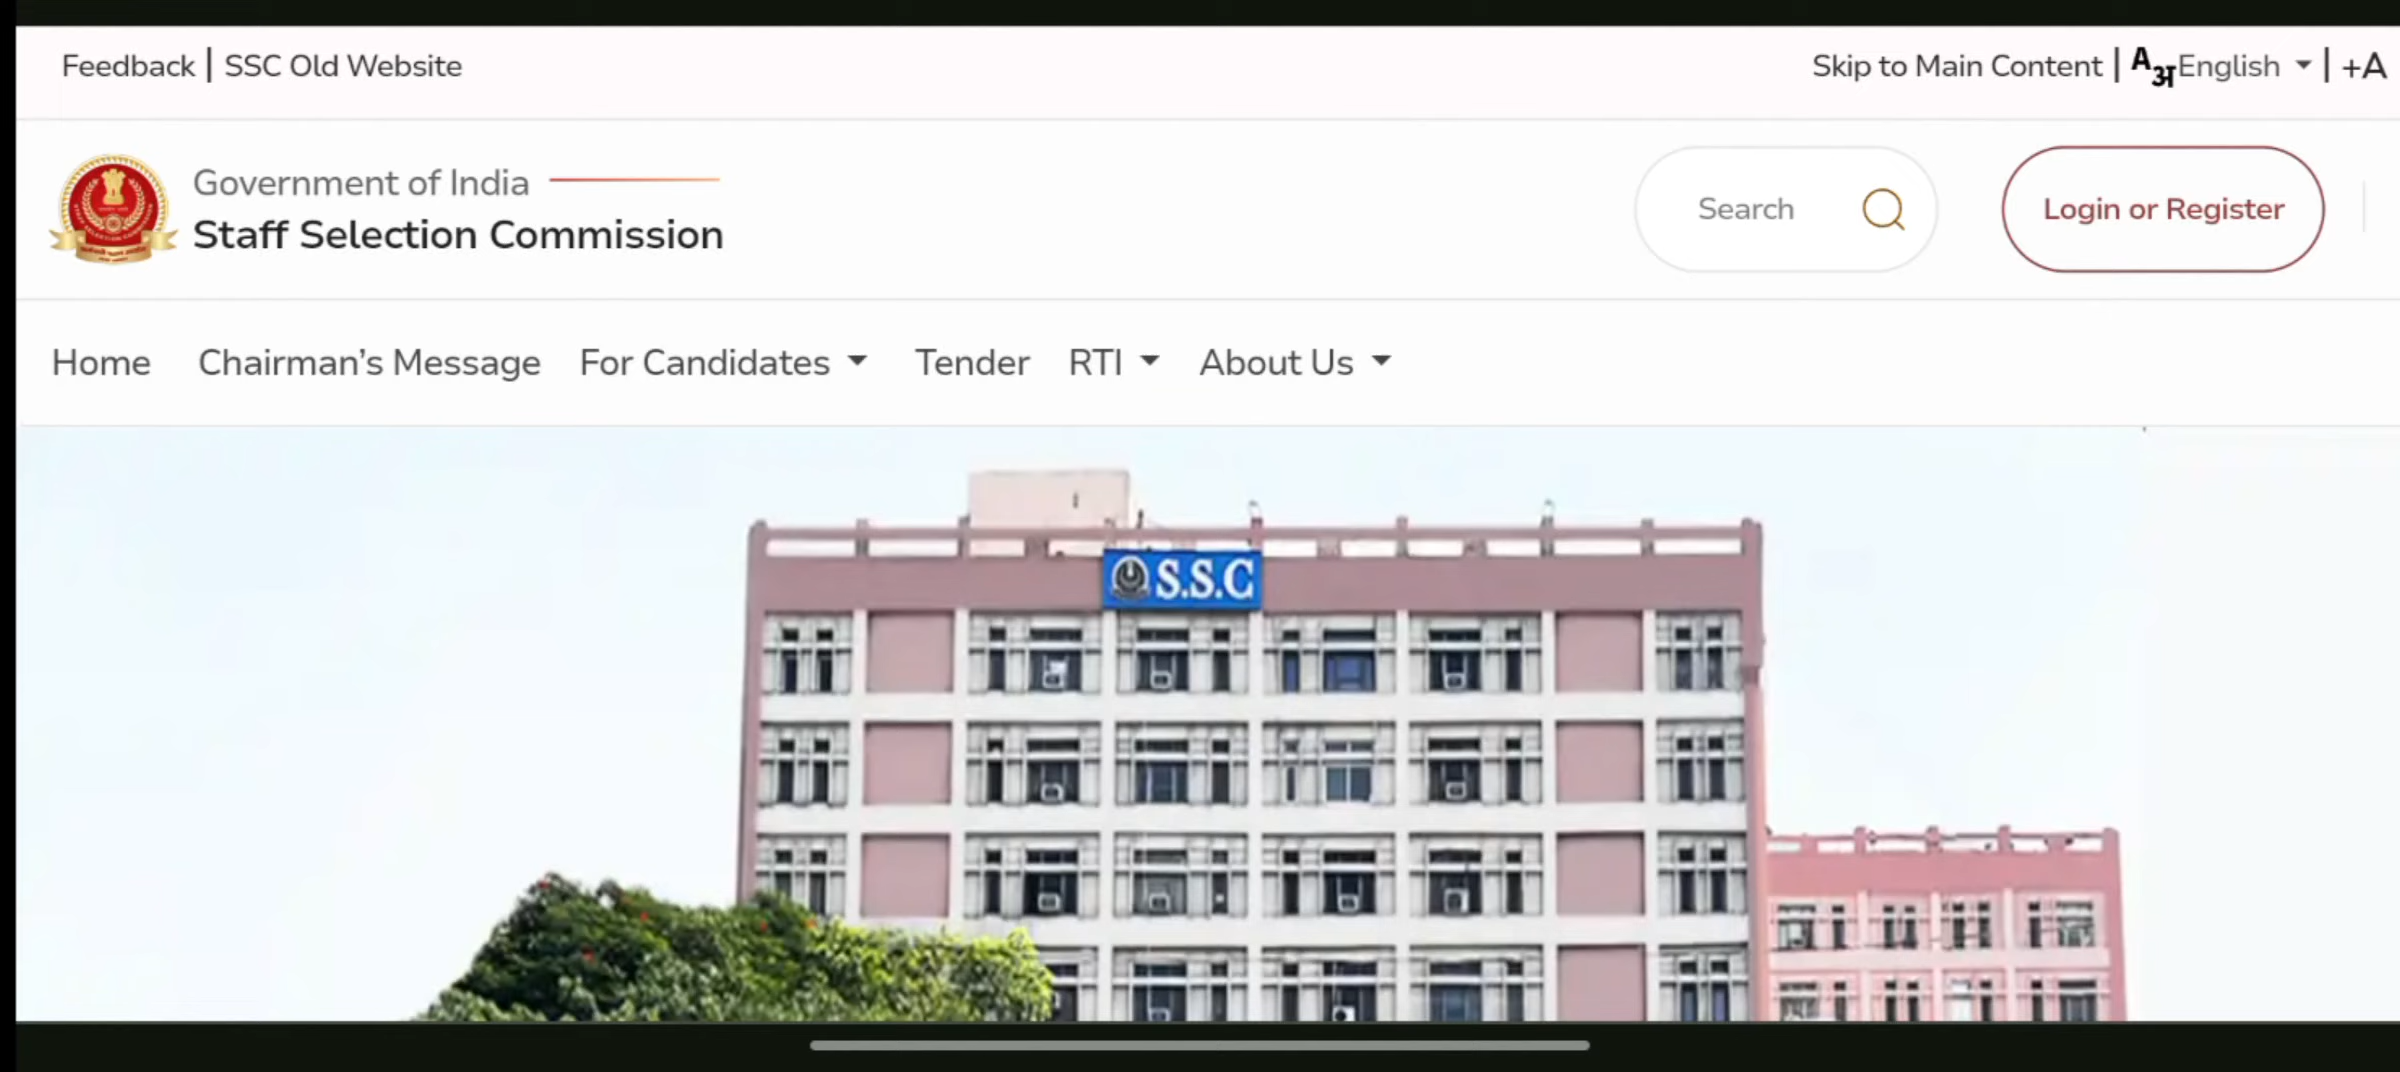 Feedback | SSC Old Website
Skip to Main Content | Aअ English | +A
Government of India
Staff Selection Commission
Search
Login or Register
Home Chairman's Message For Candidates Tender RTI About Us
S.S.C